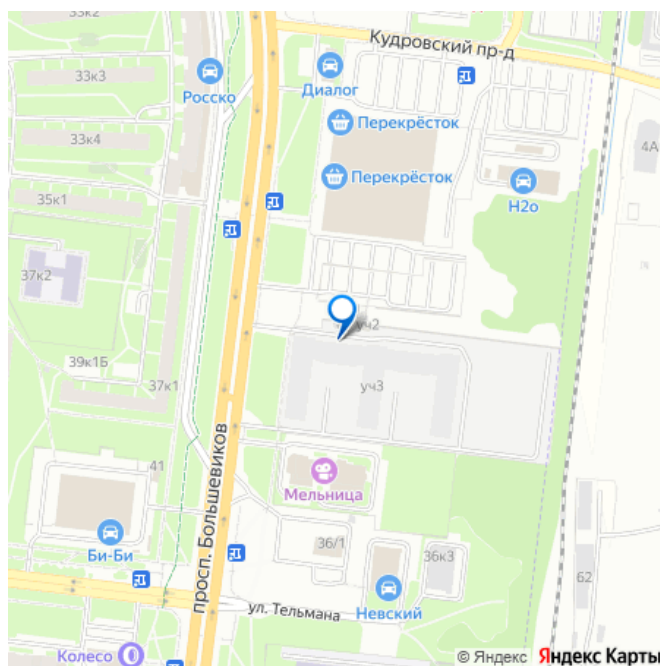 33к2
Кудровский пр-д
33к3
Росско
Диалог
Перекрёсток
33к4
4А
Перекрёсток
Н2о
35к1
37к2
уч2
39к1Б
37к1
уч3
просп. Большевиков
41
Мельница
Би-Би
36/1
36к3
62
Невский
ул. Тельмана
Колесо
© Яндекс Яндекс Карты